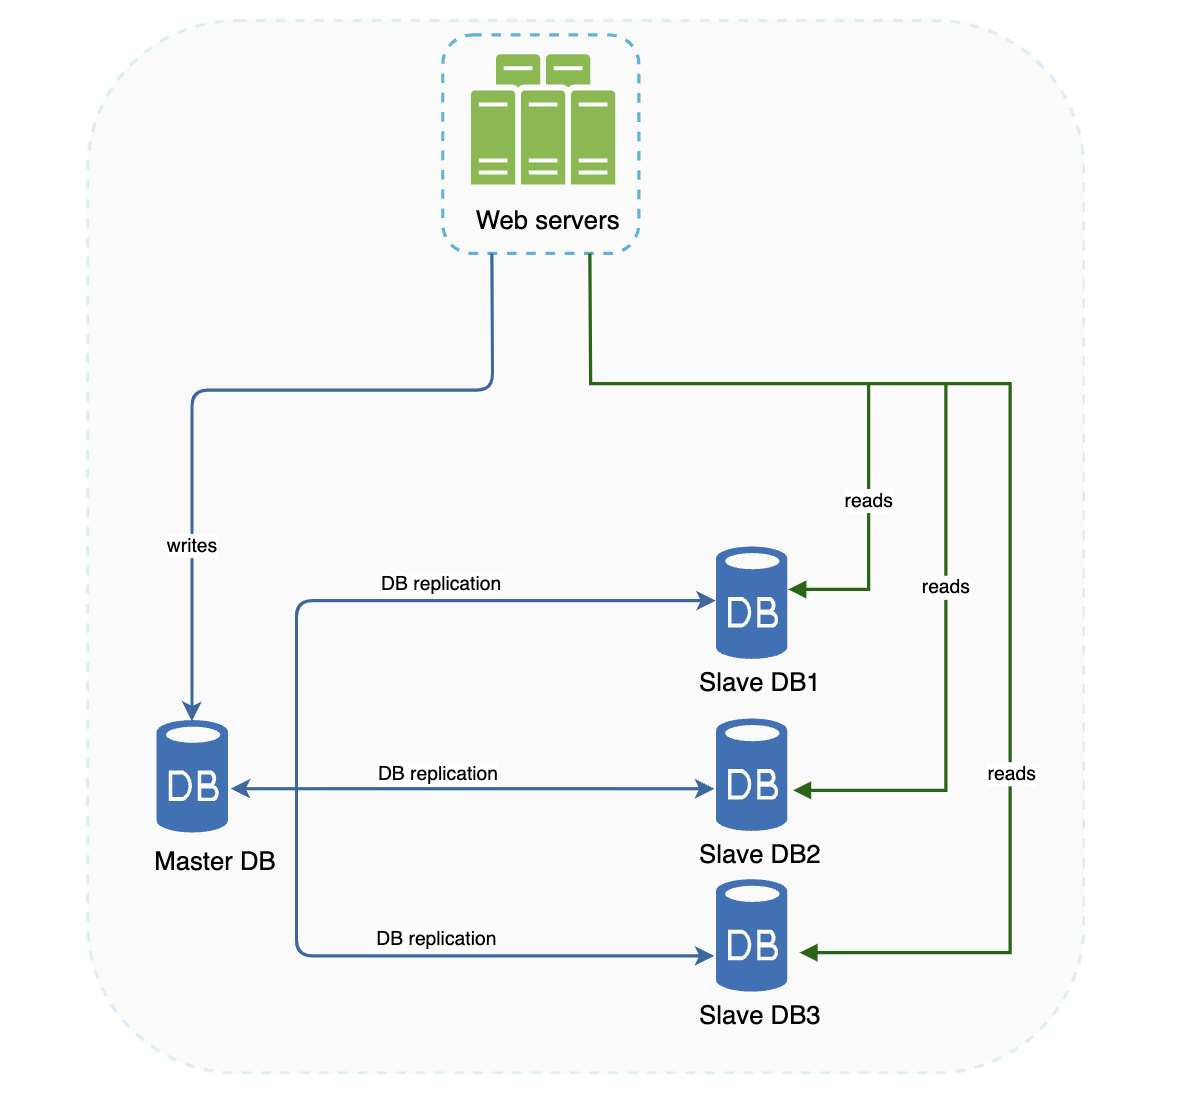 Web servers
reads
writes
DB replication
reads
DB
Slave DB1
DB replication
reads
DB
DB
Master DB
Slave DB2
DB replication
DB
Slave DB3